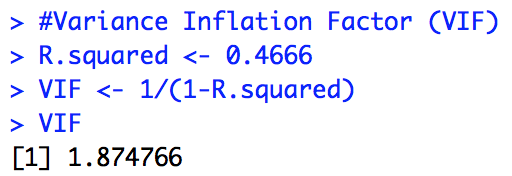 > #Variance Inflation Factor (VIF)
> R.squared <- 0.4666
> VIF <- 1/(1-R.squared)
> VIF
[1] 1.874766